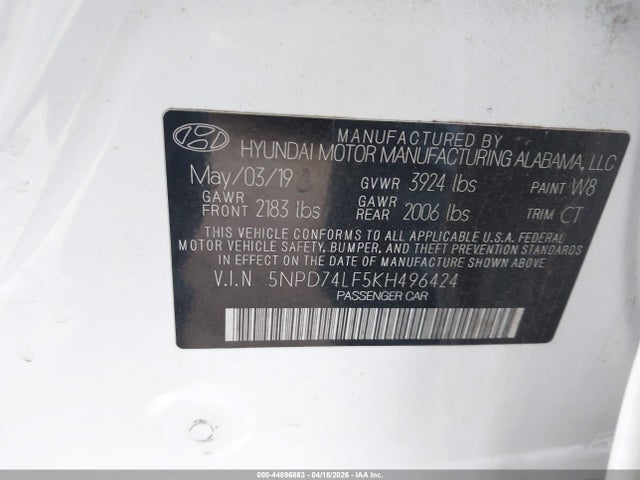 MANUFACTURED BY
HYUNDAI MOTOR MANUFACTURING ALABAMA, LLC
May/03/19 GVWR 3924 lbs PAINT W8
GAWR FRONT 2183 lbs GAWR REAR 2006 lbs TRIM CT
THIS VEHICLE CONFORMS TO ALL APPLICABLE U.S.A. FEDERAL
MOTOR VEHICLE SAFETY, BUMPER, AND THEFT PREVENTION STANDARDS
IN EFFECT ON THE DATE OF MANUFACTURE SHOWN ABOVE.
V.I.N 5NPD74LF5KH496424
PASSENGER CAR
000-44896863 - 04/18/2026 - IAAI.COM